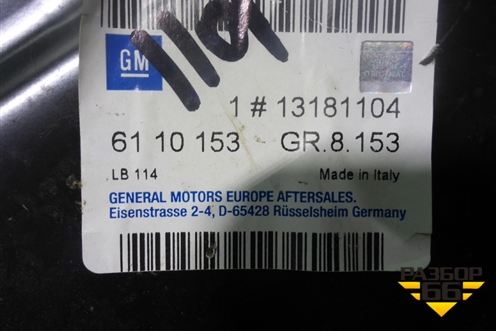 GM
1 # 13181104
61 10 153 GR.8.153
LB 114 Made in Italy
GENERAL MOTORS EUROPE AFTERSALES.
Eisenstrasse 2-4, D-65428 Rüsselsheim Germany
РАЗБОР
66